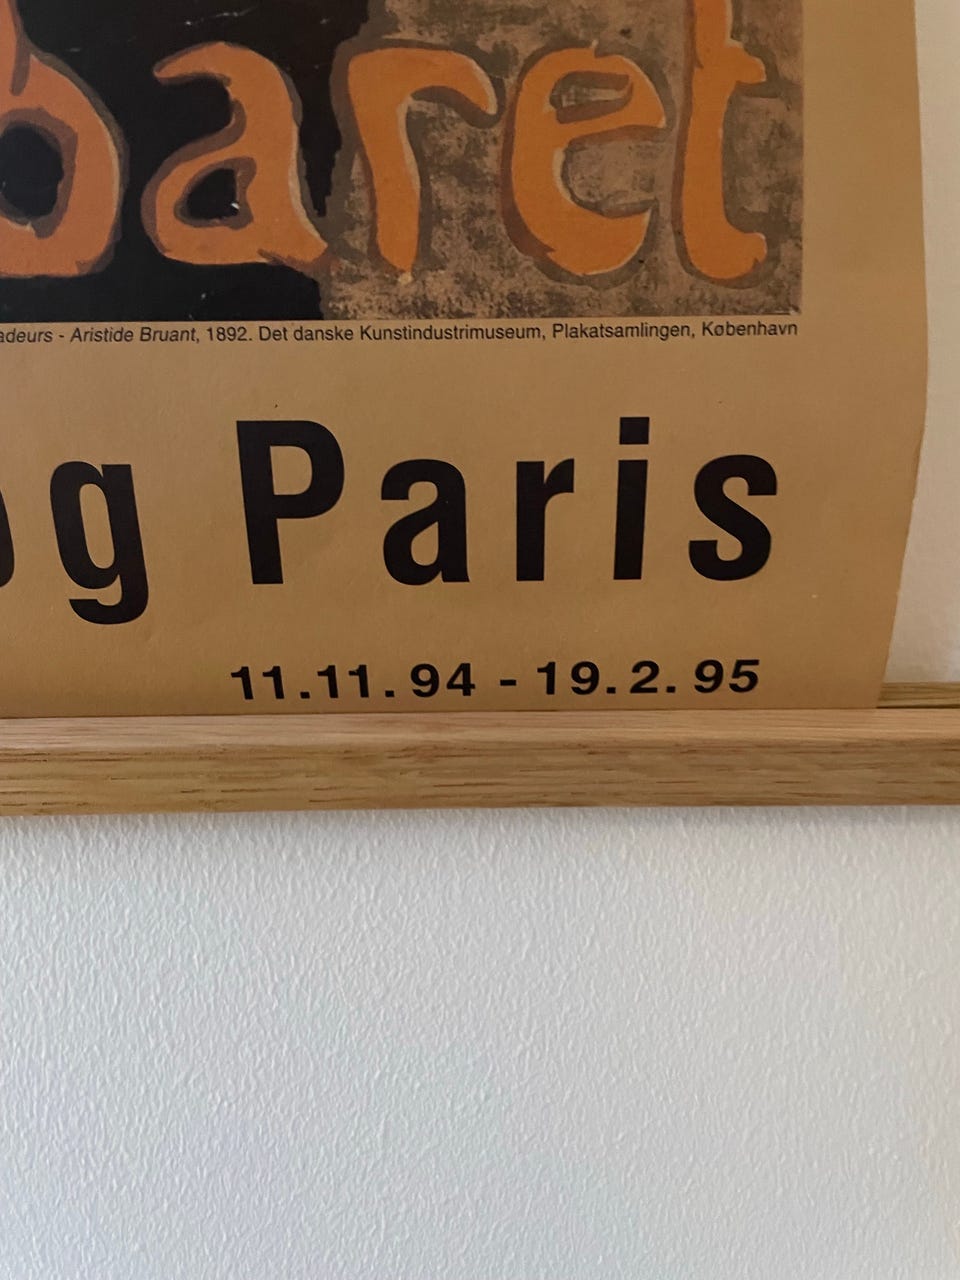 baret
adeurs - Aristide Bruant, 1892. Det danske Kunstindustrimuseum, Plakatsamlingen, København
og Paris
11.11.94 - 19.2.95